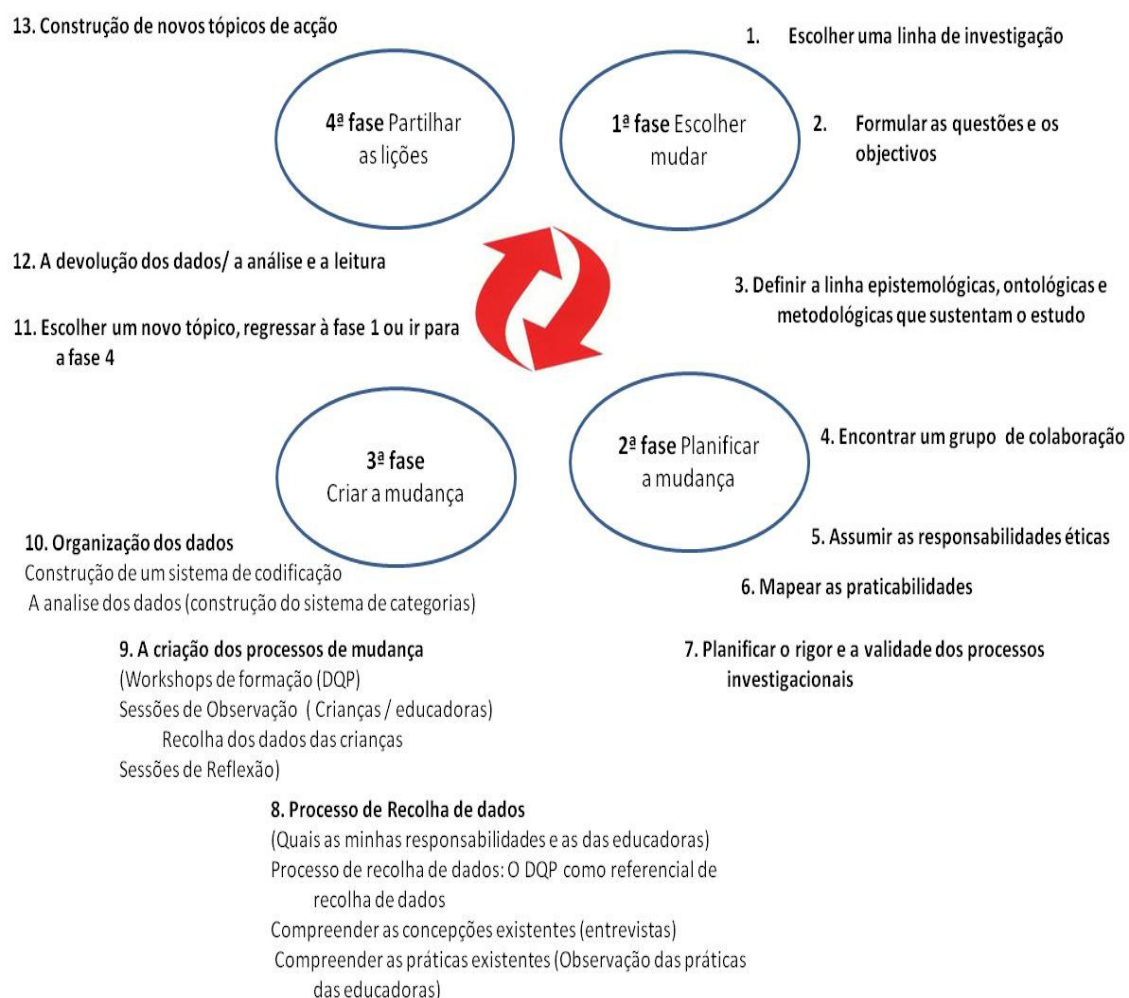 13. Construção de novos tópicos de acção
1. Escolher uma linha de investigação
4ª fase Partilhar
as lições
1ª fase Escolher
mudar
2. Formular as questões e os
objectivos
12. A devolução dos dados/ a análise e a leitura
3. Definir a linha epistemológicas, ontológicas e
metodológicas que sustentam o estudo
11. Escolher um novo tópico, regressar à fase 1 ou ir para
a fase 4
3ª fase
Criar a mudança
2ª fase Planificar
a mudança
4. Encontrar um grupo de colaboração
5. Assumir as responsabilidades éticas
10. Organização dos dados
Construção de um sistema de codificação
A analise dos dados (construção do sistema de categorias)
6. Mapear as praticabilidades
9. A criação dos processos de mudança
(Workshops de formação (DQP)
Sessões de Observação ( Crianças / educadoras)
Recolha dos dados das crianças
Sessões de Reflexão)
7. Planificar o rigor e a validade dos processos
investigacionais
8. Processo de Recolha de dados
(Quais as minhas responsabilidades e as das educadoras)
Processo de recolha de dados: O DQP como referencial de
recolha de dados
Compreender as concepções existentes (entrevistas)
Compreender as práticas existentes (Observação das práticas
das educadoras)